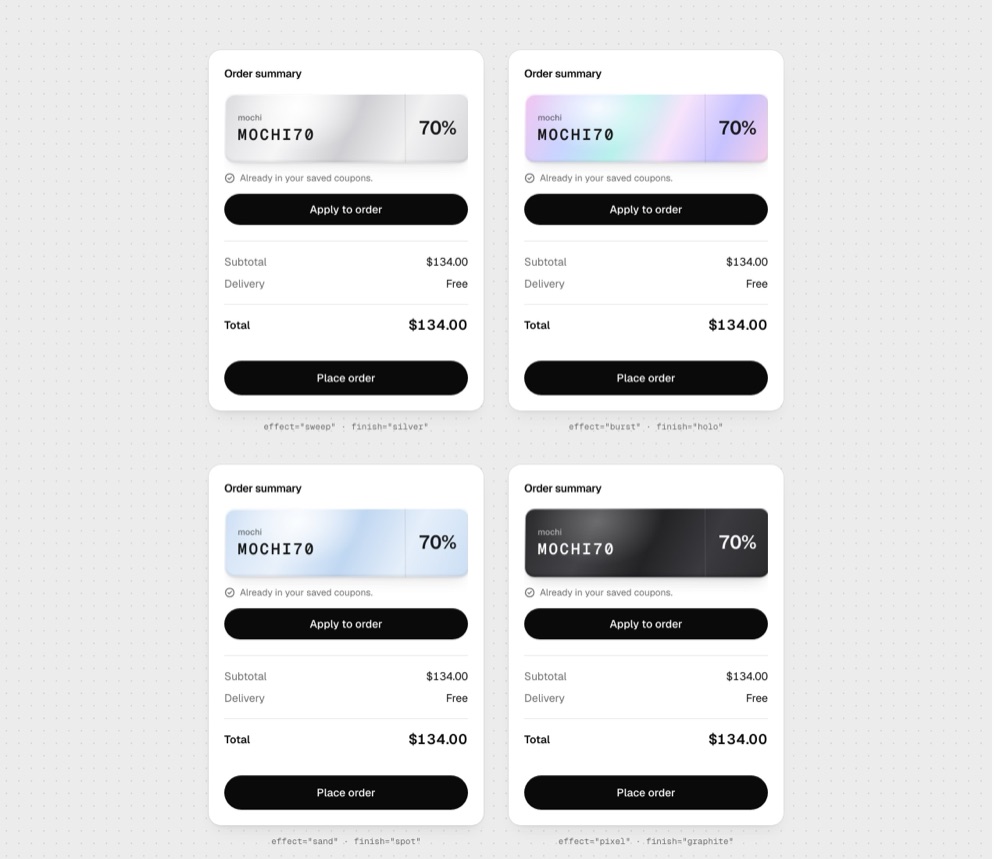 Order summary
mochi
MOCHI70
70%
Already in your saved coupons.
Apply to order
Subtotal $134.00
Delivery Free
Total $134.00
Place order
effect="sweep" · finish="silver"
Order summary
mochi
MOCHI70
70%
Already in your saved coupons.
Apply to order
Subtotal $134.00
Delivery Free
Total $134.00
Place order
effect="burst" · finish="holo"
Order summary
mochi
MOCHI70
70%
Already in your saved coupons.
Apply to order
Subtotal $134.00
Delivery Free
Total $134.00
Place order
effect="sand" · finish="spot"
Order summary
mochi
MOCHI70
70%
Already in your saved coupons.
Apply to order
Subtotal $134.00
Delivery Free
Total $134.00
Place order
effect="pixel" · finish="graphite"